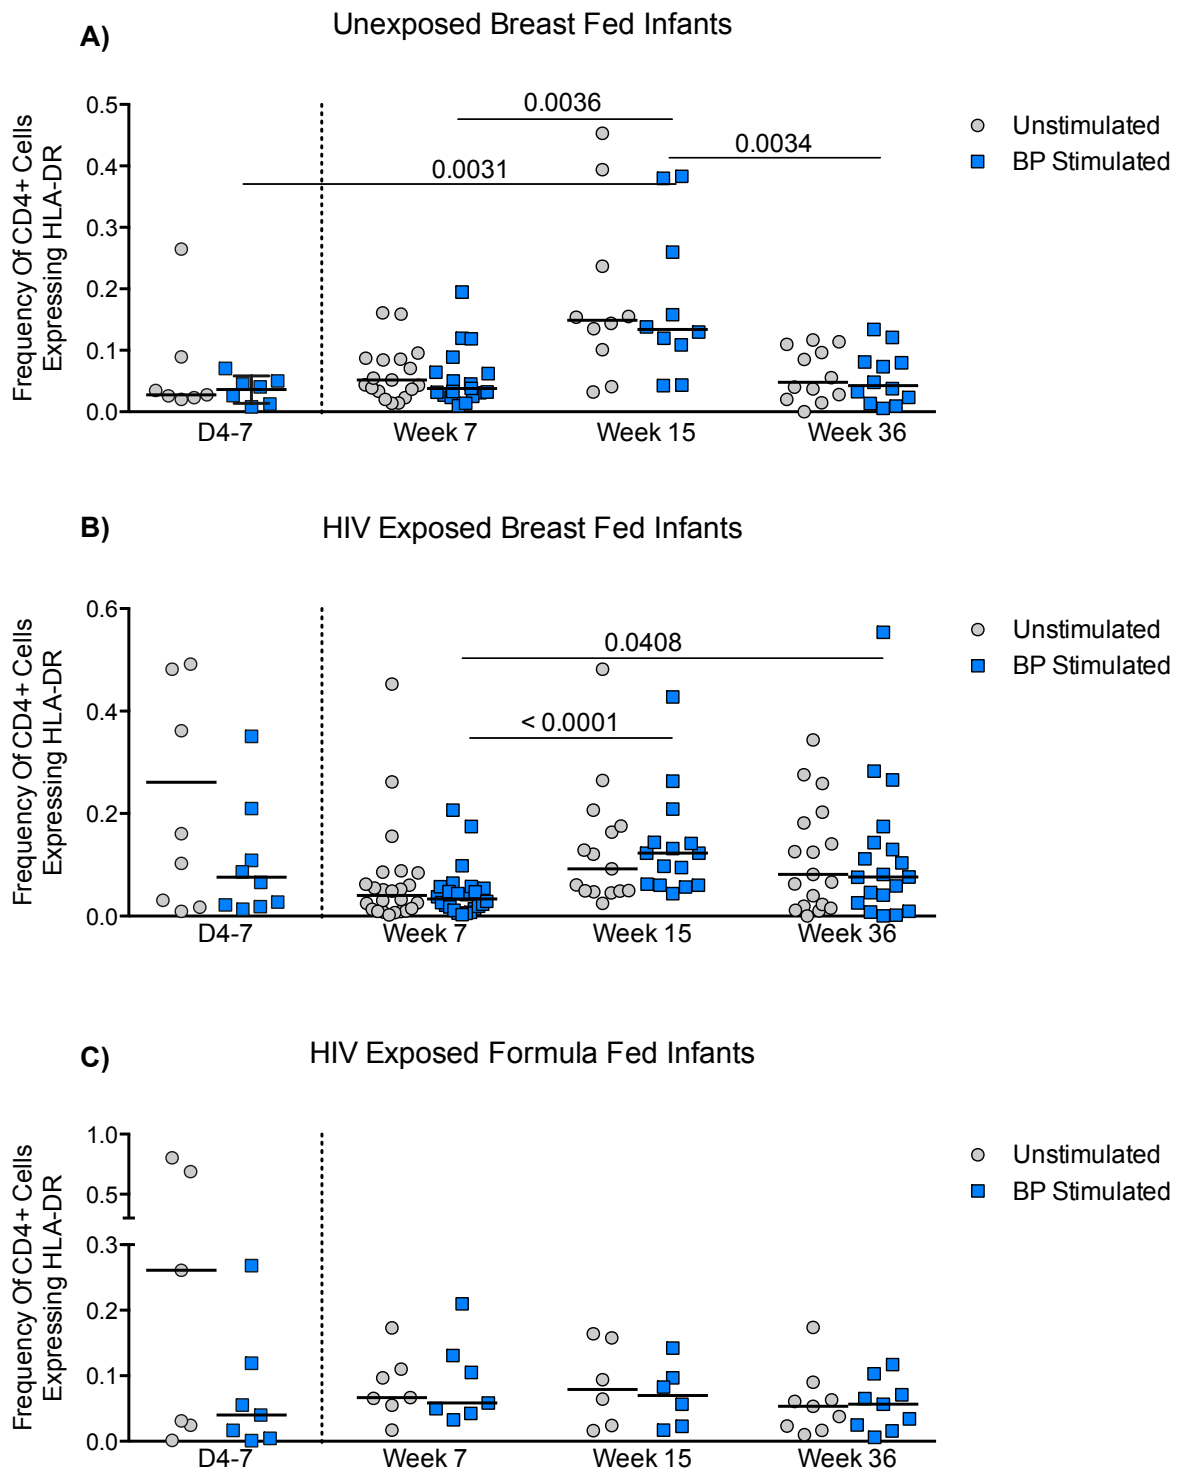 A)
Unexposed Breast Fed Infants
Frequency Of CD4+ Cells
Expressing HLA-DR
0.5
0.4
0.3
0.2
0.1
0.0
0.0036
0.0034
0.0031
D4-7
Week 7
Week 15
Week 36
Unstimulated
BP Stimulated
B)
HIV Exposed Breast Fed Infants
Frequency Of CD4+ Cells
Expressing HLA-DR
0.6
0.4
0.2
0.0
0.0408
< 0.0001
D4-7
Week 7
Week 15
Week 36
Unstimulated
BP Stimulated
C)
HIV Exposed Formula Fed Infants
Frequency Of CD4+ Cells
Expressing HLA-DR
1.0
0.5
0.3
0.2
0.1
0.0
D4-7
Week 7
Week 15
Week 36
Unstimulated
BP Stimulated